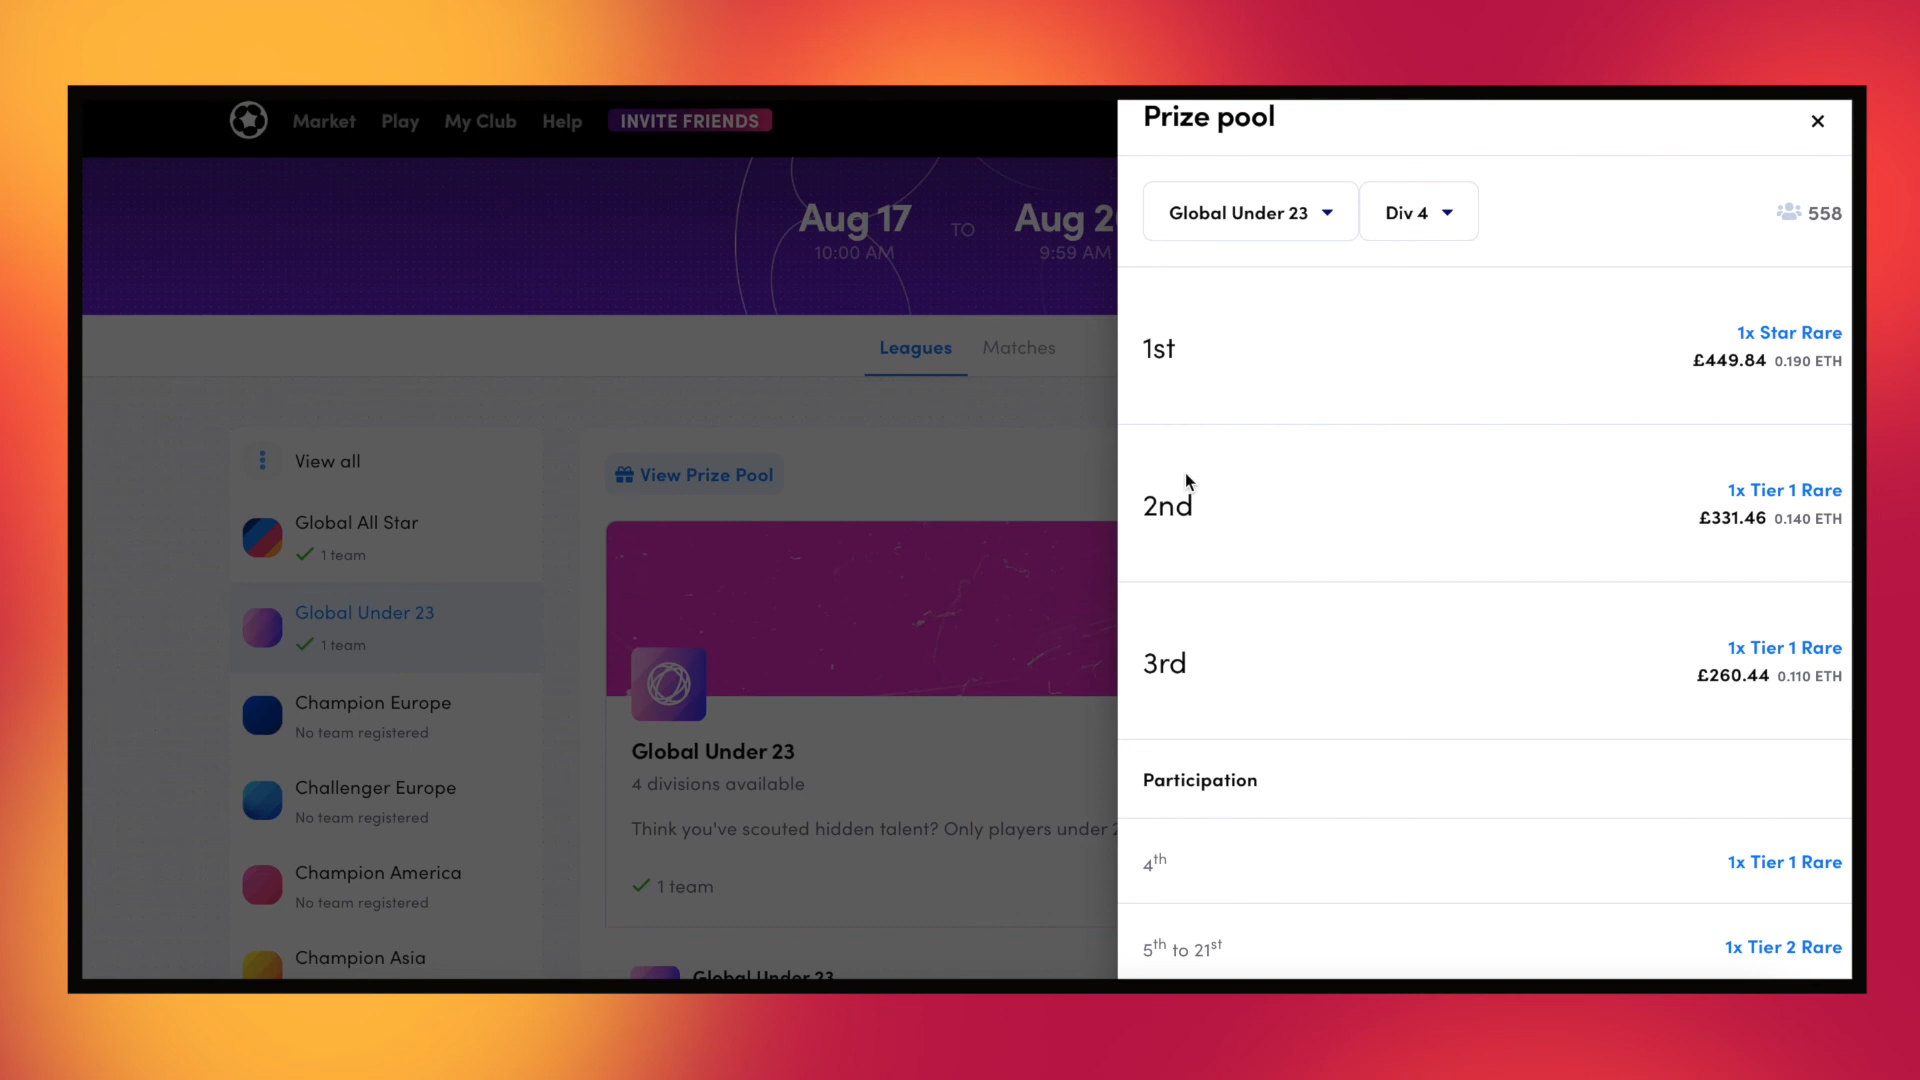 Market Play My Club Help INVITE FRIENDS
Aug 17 TO Aug 2
10:00 AM 9:59 AM
Leagues Matches
View all
Global All Star
1 team
Global Under 23
1 team
Champion Europe
No team registered
Challenger Europe
No team registered
Champion America
No team registered
Champion Asia
View Prize Pool
Global Under 23
4 divisions available
Think you've scouted hidden talent? Only players under
1 team
Global Under 23
Prize pool
Global Under 23 Div 4 558
1st
1x Star Rare
£449.84 0.190 ETH
2nd
1x Tier 1 Rare
£331.46 0.140 ETH
3rd
1x Tier 1 Rare
£260.44 0.110 ETH
Participation
4th 1x Tier 1 Rare
5th to 21st 1x Tier 2 Rare